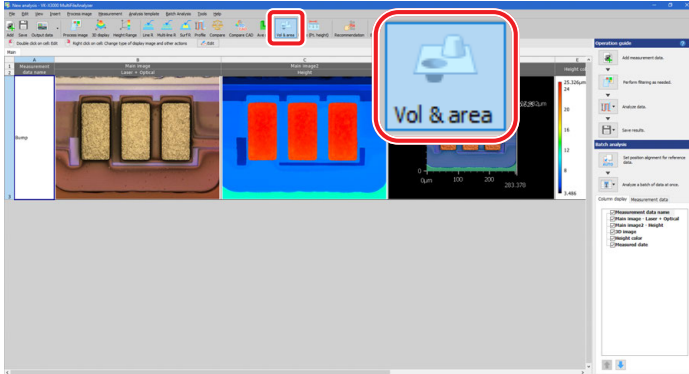 New analysis - VK-X3000 MultiFileAnalyzer
File Edit View Insert Process image Measurement Analysis template Batch Analysis Tools Help
Add Save Output data Process image 3D display Height Range Line R Multi-line R Surf R Profile Compare Compare CAD Vol & area (Pt. height) Recommendation
Double click on cell: Edit Right click on cell: Change type of display image and other actions Edit
Main
A B C E
1 Measurement Main image Main image2 Height col
2 data name Laser + Optical Height
3
Bump
Vol & area
25.326µm
24
20
16
12
8
3.486
0
0µm 100 200
283.378
Operation guide
Add measurement data.
Perform filtering as needed.
Analyze data.
Save results.
Batch analysis
Set position alignment for reference
data.
Analyze a batch of data at once.
Column display Measurement data
Measurement data name
Main image - Laser + Optical
Main image2 - Height
3D image
Height color
Measured date